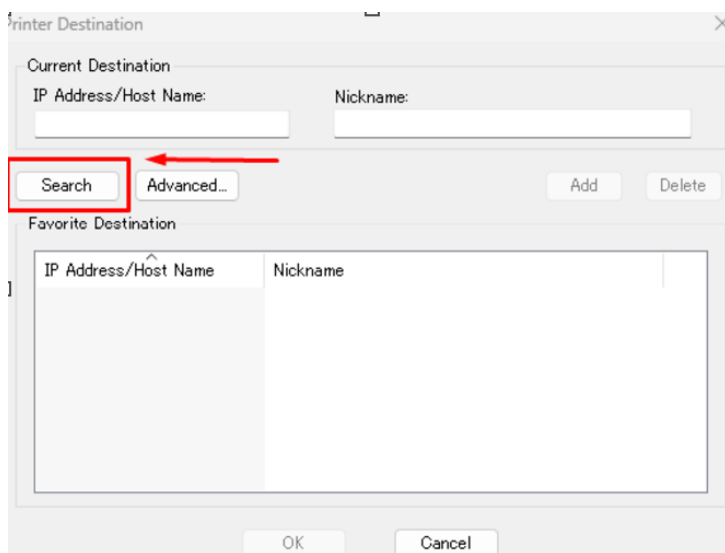 Printer Destination
Current Destination
IP Address/Host Name: Nickname:
Search Advanced... Add Delete
Favorite Destination
IP Address/Host Name Nickname
OK Cancel